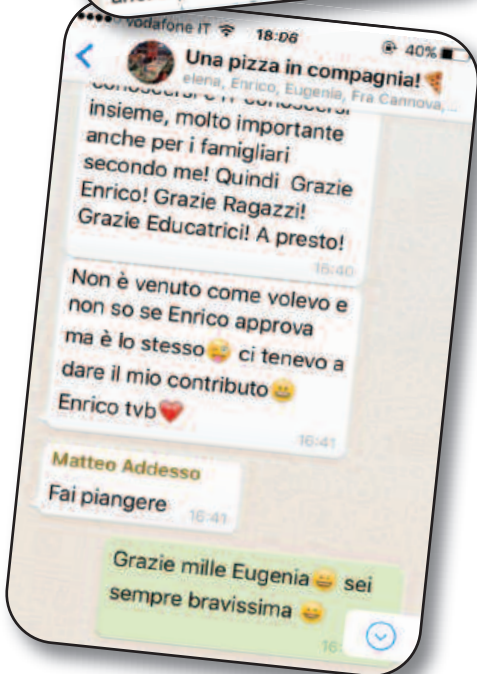 vodafone IT 18:06 40%
Una pizza in compagnia!🍕
elena, Enrico, Eugenia, Fra Cannova,...
insieme, molto importante
anche per i famigliari
secondo me! Quindi Grazie
Enrico! Grazie Ragazzi!
Grazie Educatrici! A presto!
16:40
Non è venuto come volevo e
non so se Enrico approva
ma è lo stesso😜 ci tenevo a
dare il mio contributo😀
Enrico tvb❤️
16:41
Matteo Addesso
Fai piangere
16:41
Grazie mille Eugenia😄 sei
sempre bravissima😄
16: